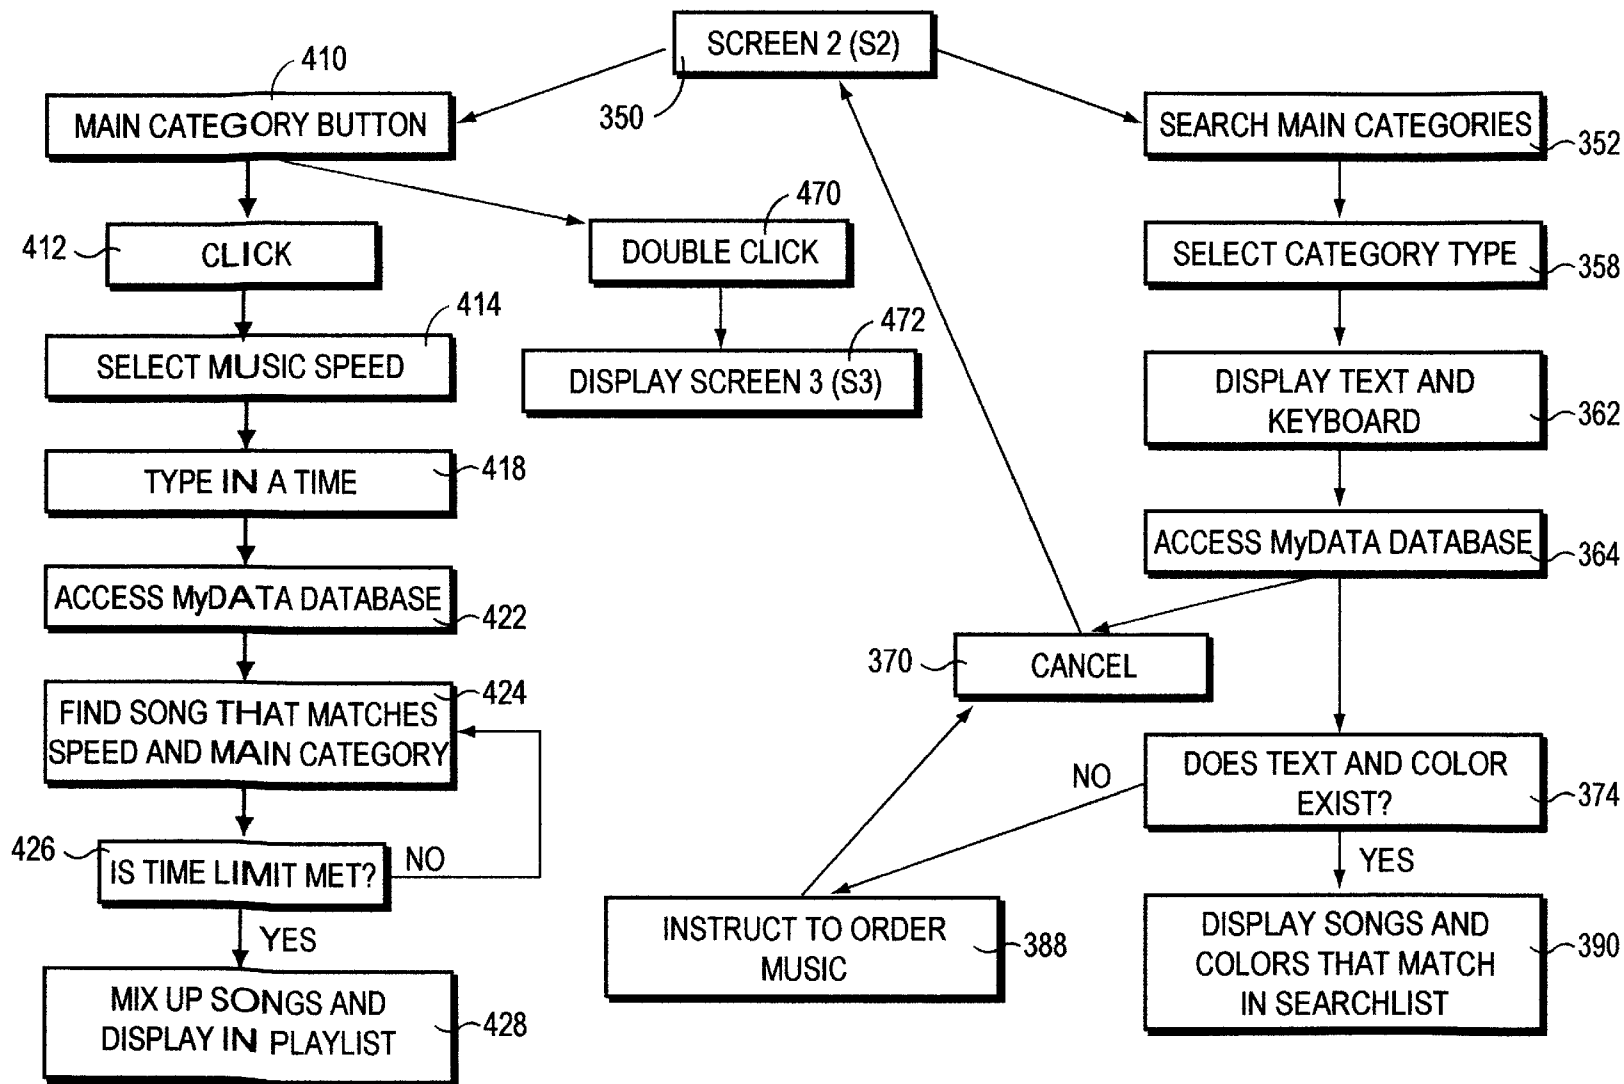 SCREEN 2 (S2)
350
410
MAIN CATEGORY BUTTON
412
CLICK
414
SELECT MUSIC SPEED
TYPE IN A TIME
418
ACCESS MyDATA DATABASE
422
424
FIND SONG THAT MATCHES
SPEED AND MAIN CATEGORY
426
IS TIME LIMIT MET?
NO
YES
MIX UP SONGS AND
DISPLAY IN PLAYLIST
428
470
DOUBLE CLICK
472
DISPLAY SCREEN 3 (S3)
SEARCH MAIN CATEGORIES
352
SELECT CATEGORY TYPE
358
DISPLAY TEXT AND
KEYBOARD
362
ACCESS MyDATA DATABASE
364
370
CANCEL
DOES TEXT AND COLOR
EXIST?
374
NO
YES
INSTRUCT TO ORDER
MUSIC
388
DISPLAY SONGS AND
COLORS THAT MATCH
IN SEARCHLIST
390